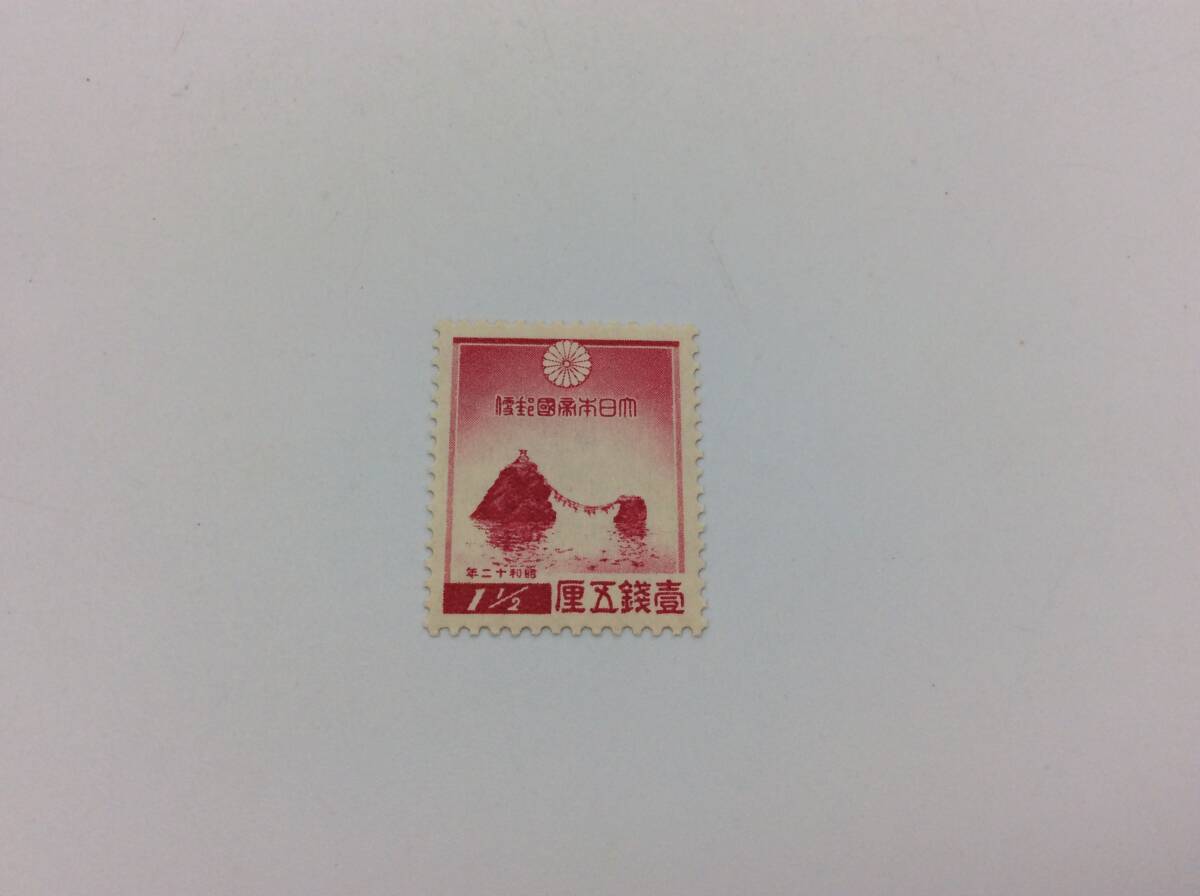 大日本帝國郵便
昭和十二年
1 1/2
壹錢五厘